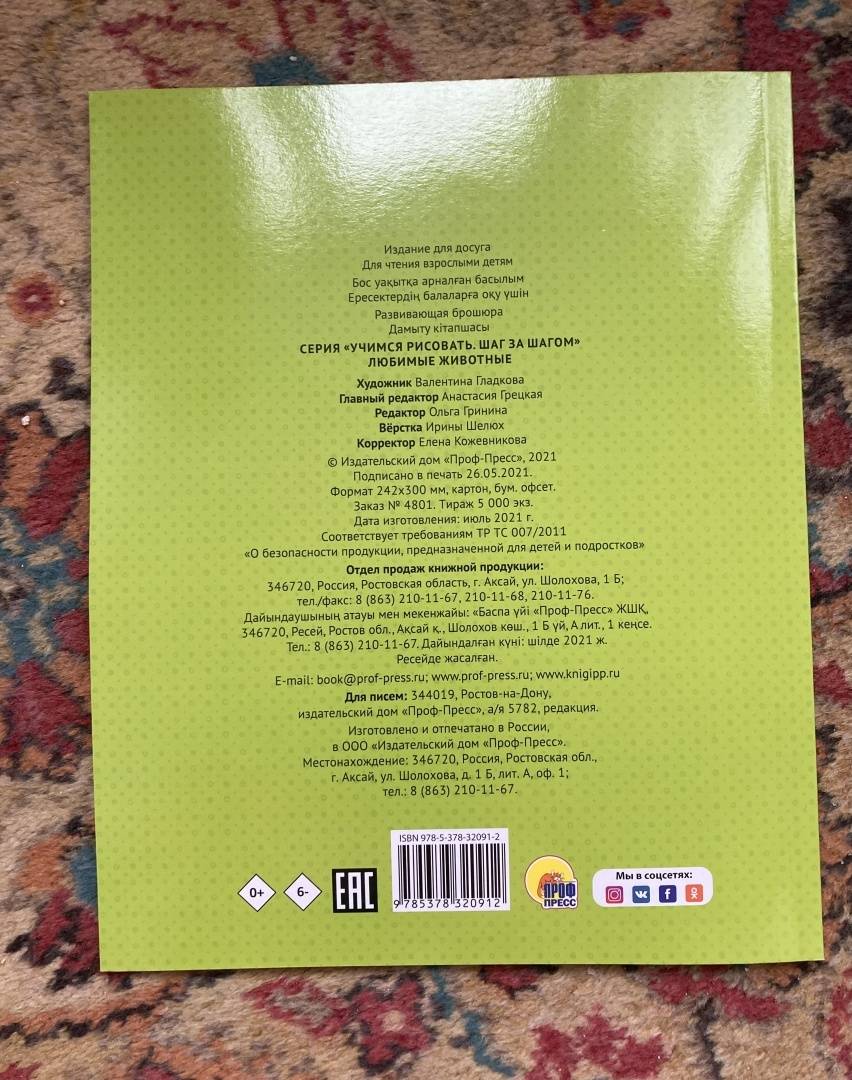 Издание для досуга
Для чтения взрослыми детям
Бос уақытқа арналған басылым
Ересектердің балаларға оқу үшін
Развивающая брошюра
Дамыту кітапшасы
СЕРИЯ «УЧИМСЯ РИСОВАТЬ. ШАГ ЗА ШАГОМ»
ЛЮБИМЫЕ ЖИВОТНЫЕ
Художник Валентина Гладкова
Главный редактор Анастасия Грецкая
Редактор Ольга Гринина
Вёрстка Ирины Шелюх
Корректор Елена Кожевникова
© Издательский дом «Проф-Пресс», 2021
Подписано в печать 26.05.2021.
Формат 242х300 мм, картон, бум. офсет.
Заказ № 4801. Тираж 5 000 экз.
Дата изготовления: июль 2021 г.
Соответствует требованиям ТР ТС 007/2011
«О безопасности продукции, предназначенной для детей и подростков»
Отдел продаж книжной продукции:
346720, Россия, Ростовская область, г. Аксай, ул. Шолохова, 1 Б;
тел./факс: 8 (863) 210-11-67, 210-11-68, 210-11-76.
Дайындаушының атауы мен мекенжайы: «Баспа үйі «Проф-Пресс» ЖШҚ,
346720, Ресей, Ростов обл., Ақсай қ., Шолохов көш., 1 Б үй, А лит., 1 кеңсе.
Тел.: 8 (863) 210-11-67. Дайындалған күні: шілде 2021 ж.
Ресейде жасалған.
E-mail: book@prof-press.ru; www.prof-press.ru; www.knigipp.ru
Для писем: 344019, Ростов-на-Дону,
издательский дом «Проф-Пресс», а/я 5782, редакция.
Изготовлено и отпечатано в России,
в ООО «Издательский дом «Проф-Пресс».
Местонахождение: 346720, Россия, Ростовская обл.,
г. Аксай, ул. Шолохова, д. 1 Б, лит. А, оф. 1;
тел.: 8 (863) 210-11-67.
ISBN 978-5-378-32091-2
9 785378 320912
0+
6-
EAC
ПРОФ
ПРЕСС
Мы в соцсетях: